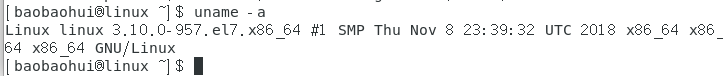 [baobaohui@linux ~]$ uname -a
Linux linux 3.10.0-957.el7.x86_64 #1 SMP Thu Nov 8 23:39:32 UTC 2018 x86_64 x86_
64 x86_64 GNU/Linux
[baobaohui@linux ~]$